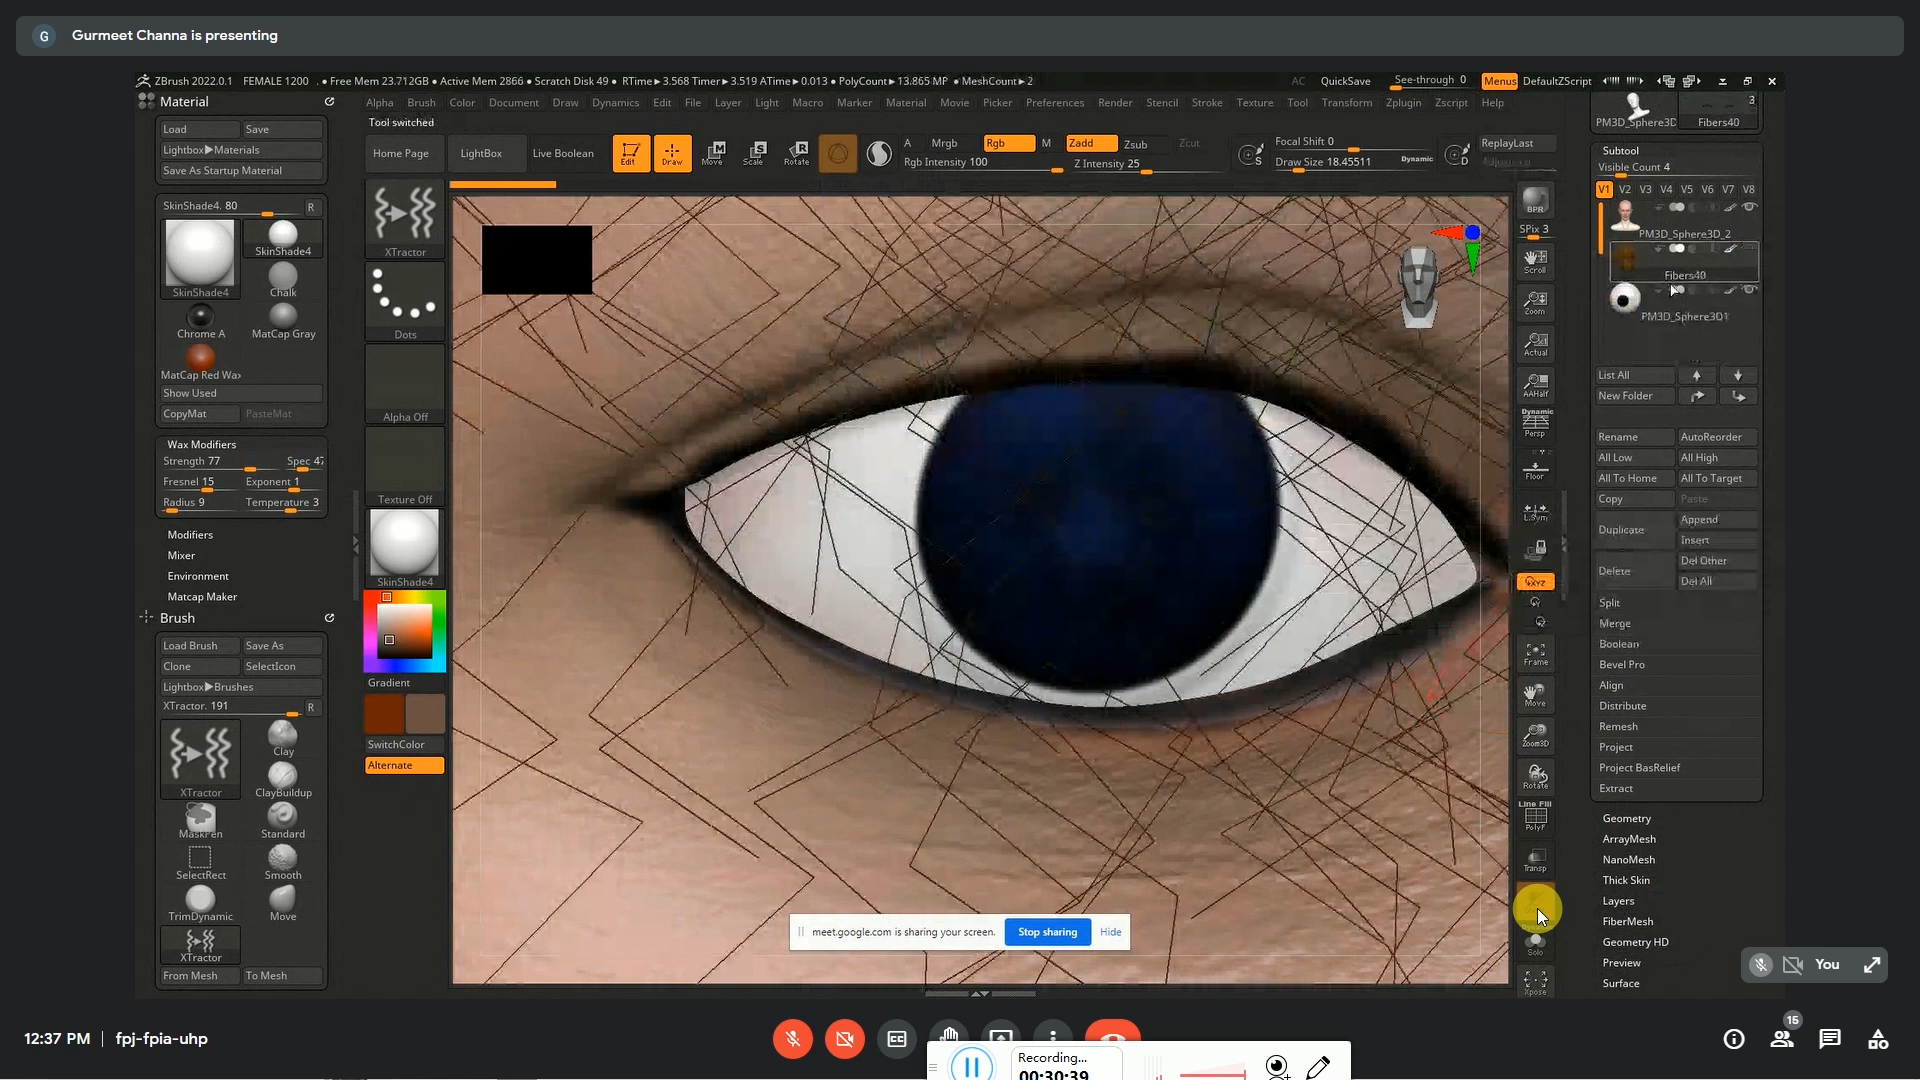 G Gurmeet Channa is presenting
ZBrush 2022.0.1 FEMALE 1200 . • Free Mem 23.712GB • Active Mem 2866 • Scratch Disk 49 • RTime▸3.568 Timer▸3.519 ATime▸0.013 • PolyCount▸13.865 MP • MeshCount▸2
AC QuickSave See-through 0 Menus DefaultZScript
Material
Alpha Brush Color Document Draw Dynamics Edit File Layer Light Macro Marker Material Movie Picker Preferences Render Stencil Stroke Texture Tool Transform Zplugin Zscript Help
Tool switched
Load Save
Lightbox▸Materials
Save As Startup Material
SkinShade4. 80 R
SkinShade4
SkinShade4
Chalk
Chrome A
MatCap Gray
MatCap Red Wax
Show Used
CopyMat PasteMat
Wax Modifiers
Strength 77 Spec 47
Fresnel 15 Exponent 1
Radius 9 Temperature 3
Modifiers
Mixer
Environment
Matcap Maker
Brush
Load Brush Save As
Clone SelectIcon
Lightbox▸Brushes
XTractor. 191 R
XTractor
Clay
ClayBuildup
MaskPen
Standard
SelectRect
Smooth
TrimDynamic
Move
XTractor
From Mesh To Mesh
Home Page LightBox Live Boolean
Edit Draw Move Scale Rotate
A Mrgb Rgb M Zadd Zsub Zcut
Rgb Intensity 100 Z Intensity 25
Focal Shift 0
Draw Size 18.45511 Dynamic
ReplayLast
XTractor
Dots
Alpha Off
Texture Off
SkinShade4
Gradient
SwitchColor
Alternate
BPR
SPix 3
Scroll
Zoom
Actual
AAHalf
Dynamic
Persp
Floor
L.Sym
XYZ
Frame
Move
Zoom3D
Rotate
Line Fill
PolyF
Transp
Solo
Xpose
3
PM3D_Sphere3D Fibers40
Subtool
Visible Count 4
V1 V2 V3 V4 V5 V6 V7 V8
PM3D_Sphere3D_2
Fibers40
PM3D_Sphere3D1
List All
New Folder
Rename AutoReorder
All Low All High
All To Home All To Target
Copy Paste
Duplicate Append
Insert
Delete Del Other
Del All
Split
Merge
Boolean
Bevel Pro
Align
Distribute
Remesh
Project
Project BasRelief
Extract
Geometry
ArrayMesh
NanoMesh
Thick Skin
Layers
FiberMesh
Geometry HD
Preview
Surface
meet.google.com is sharing your screen. Stop sharing Hide
You
12:37 PM | fpj-fpia-uhp
15
Recording...
00:30:39